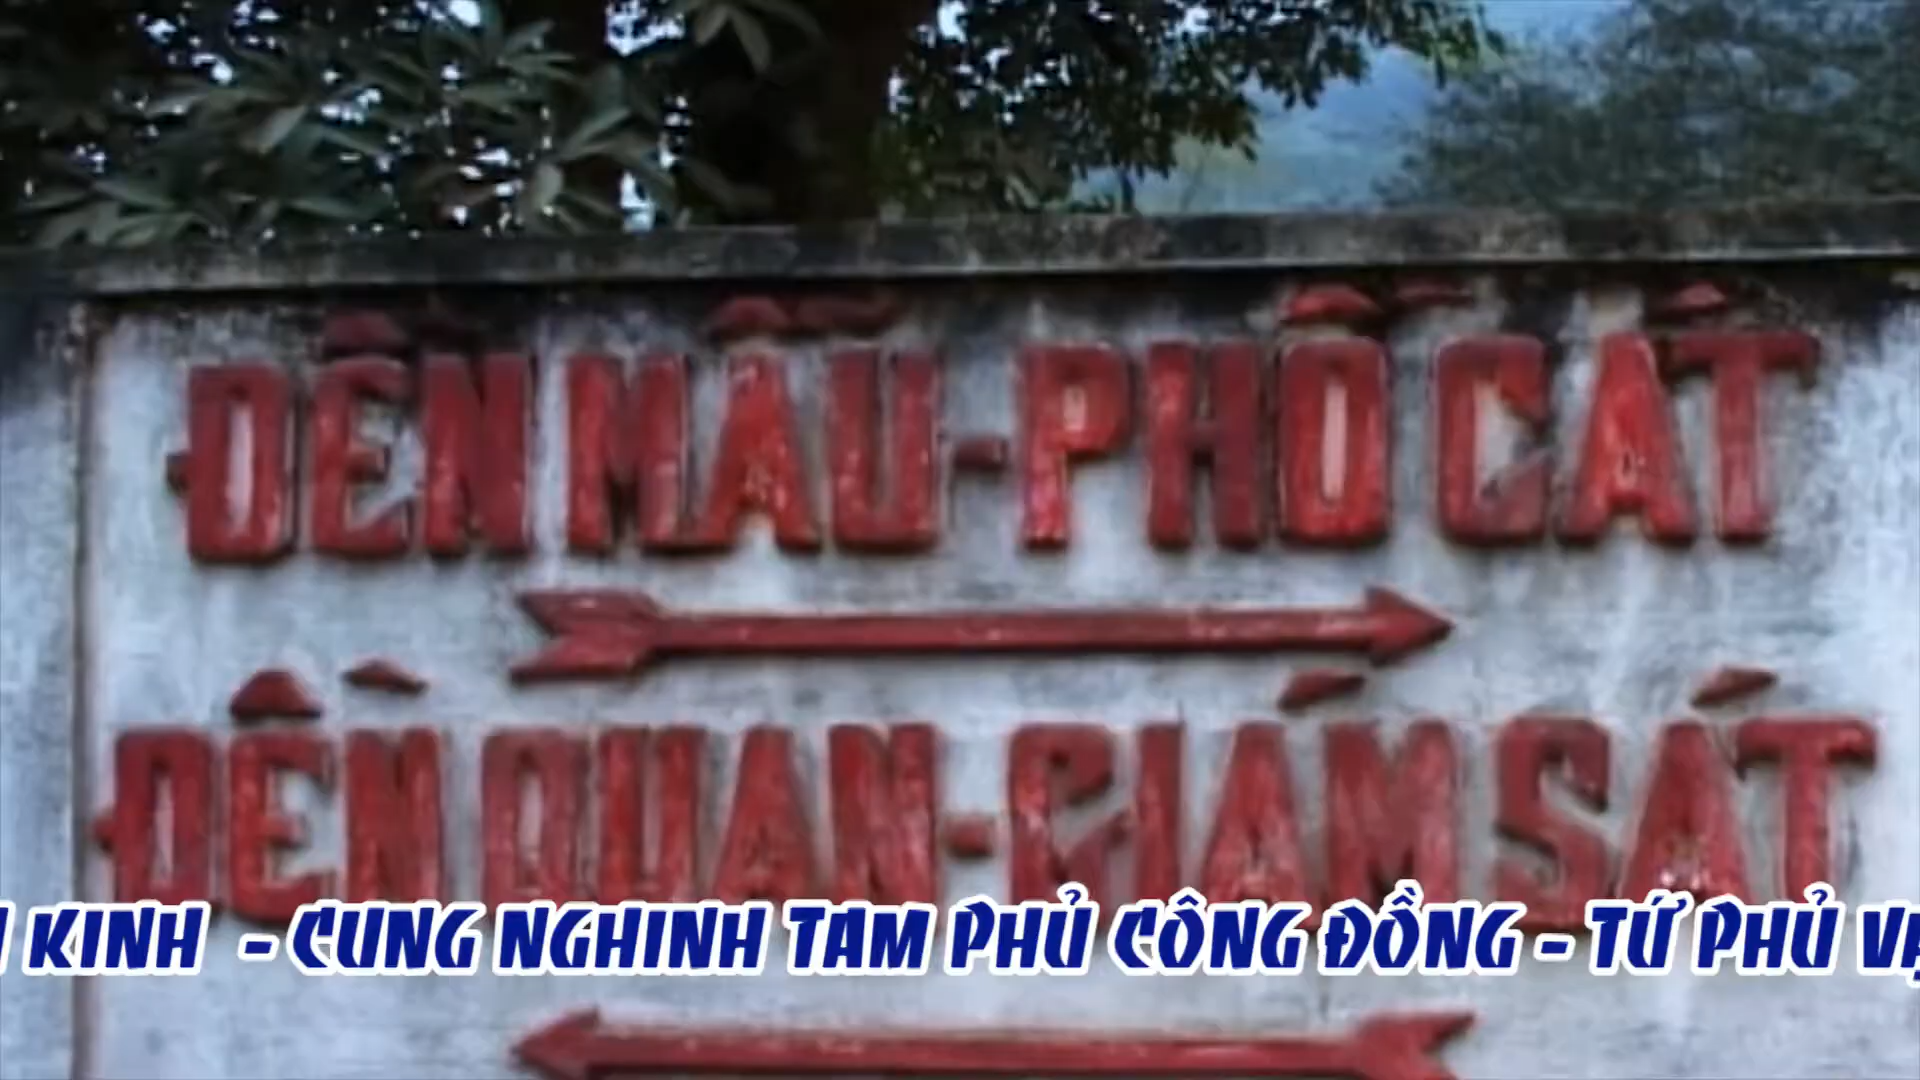 ĐỀN MẪU-PHỐ CÁT
ĐỀN QUAN-GIÁM SÁT
KINH - CUNG NGHINH TAM PHỦ CÔNG ĐỒNG - TỨ PHỦ